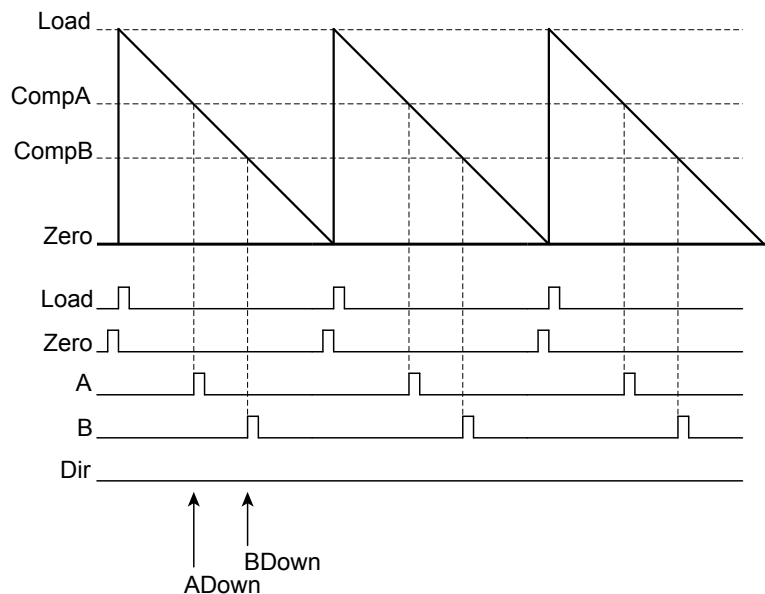 Load
CompA
CompB
Zero
Load
Zero
A
B
Dir
BDown
ADown